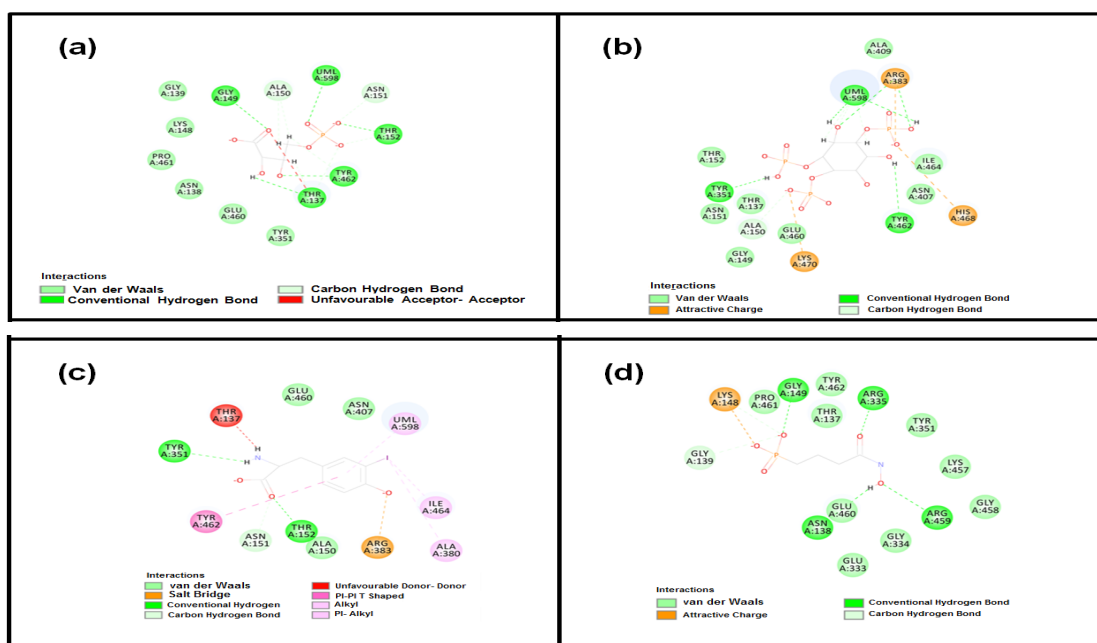 (a)
UML
A:598
GLY
A:139
GLY
A:149
ALA
A:150
ASN
A:151
LYS
A:148
THR
A:152
PRO
A:461
ASN
A:138
TYR
A:462
THR
A:137
GLU
A:460
TYR
A:351
H
H
H
H
O
O
O
O
O
O
O
O
P
Interactions
Van der Waals
Conventional Hydrogen Bond
Carbon Hydrogen Bond
Unfavourable Acceptor- Acceptor
(b)
ALA
A:409
ARG
A:383
UML
A:598
THR
A:152
ILE
A:464
TYR
A:351
THR
A:137
ASN
A:407
ASN
A:151
ALA
A:150
GLU
A:460
TYR
A:462
HIS
A:468
GLY
A:149
LYS
A:470
Interactions
Van der Waals
Attractive Charge
Conventional Hydrogen Bond
Carbon Hydrogen Bond
(c)
GLU
A:460
ASN
A:407
THR
A:137
UML
A:598
TYR
A:351
ILE
A:464
TYR
A:462
ASN
A:151
THR
A:152
ALA
A:150
ARG
A:383
ALA
A:380
Interactions
van der Waals
Salt Bridge
Conventional Hydrogen
Carbon Hydrogen Bond
Unfavourable Donor- Donor
PI-PI T Shaped
Alkyl
PI- Alkyl
(d)
LYS
A:148
PRO
A:461
GLY
A:149
TYR
A:462
THR
A:137
ARG
A:335
TYR
A:351
GLY
A:139
LYS
A:457
GLU
A:460
GLY
A:458
ASN
A:138
ARG
A:459
GLY
A:334
GLU
A:333
Interactions
van der Waals
Attractive Charge
Conventional Hydrogen Bond
Carbon Hydrogen Bond